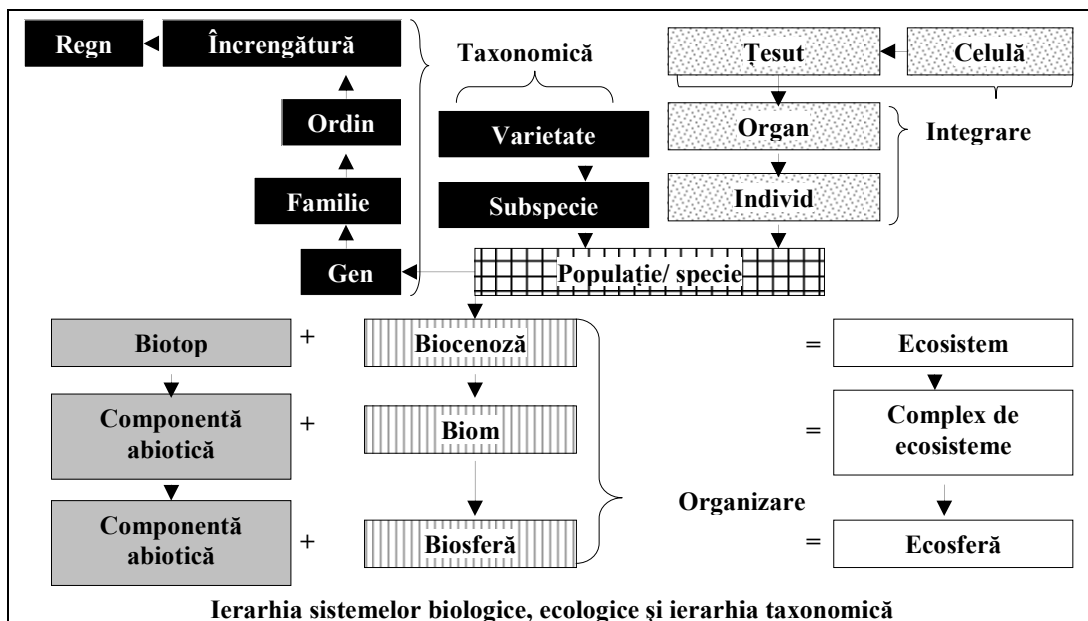 Regn
Încrengătură
Taxonomică
Țesut
Celulă
Ordin
Varietate
Organ
Integrare
Familie
Subspecie
Individ
Gen
Populație/ specie
Biotop
+
Biocenoză
=
Ecosistem
Componentă
abiotică
+
Biom
=
Complex de
ecosisteme
Organizare
Componentă
abiotică
+
Biosferă
=
Ecosferă
Ierarhia sistemelor biologice, ecologice și ierarhia taxonomică